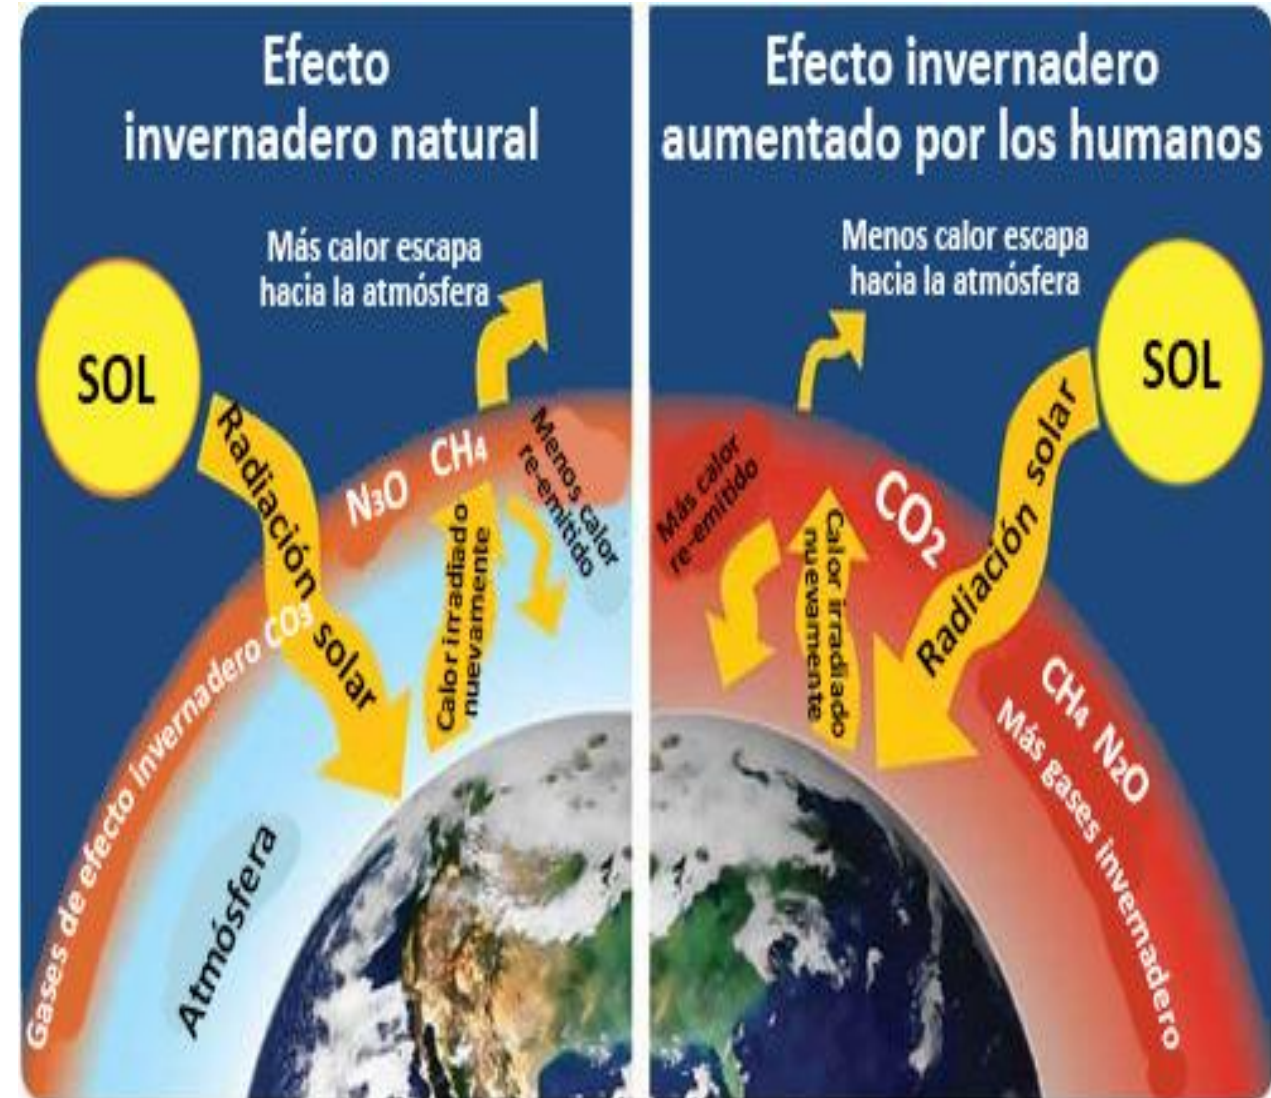 Efecto
invernadero natural
Más calor escapa
hacia la atmósfera
SOL
Radiación solar
N3O CH4
Menos calor
re-emitido
Calor irradiado
nuevamente
Gases de efecto invernadero CO3
Atmósfera
Efecto invernadero
aumentado por los humanos
Menos calor escapa
hacia la atmósfera
SOL
Radiación solar
Más calor
re-emitido
Calor irradiado
nuevamente
CO2
CH4 N2O
Más gases invernadero